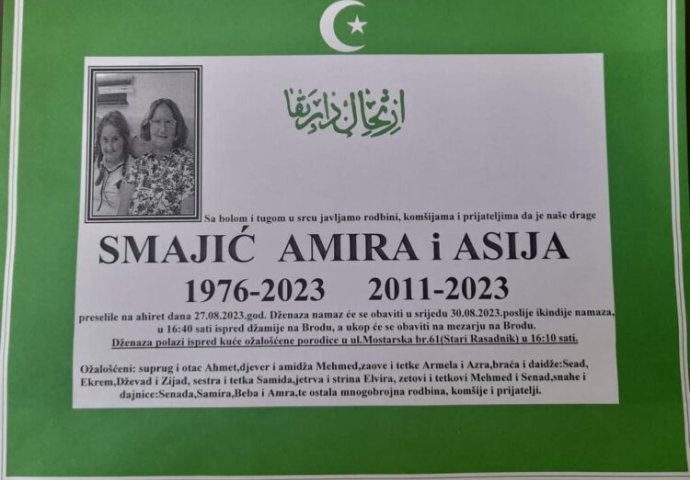 ارتحال دار بقا
Sa bolom i tugom u srcu javljamo rodbini, komšijama i prijateljima da je naše drage
SMAJIĆ AMIRA i ASIJA
1976-2023 2011-2023
preselile na ahiret dana 27.08.2023.god. Dženaza namaz će se obaviti u srijedu 30.08.2023.poslije ikindije namaza,
u 16:40 sati ispred džamije na Brodu, a ukop će se obaviti na mezarju na Brodu.
Dženaza polazi ispred kuće ožalošćene porodice u ul.Mostarska br.61(Stari Rasadnik) u 16:10 sati.
Ožalošćeni: suprug i otac Ahmet,djever i amidža Mehmed,zaove i tetke Armela i Azra,braća i daidže:Sead,
Ekrem,Dževad i Zijad, sestra i tetka Samida,jetrva i strina Elvira, zetovi i tetkovi Mehmed i Senad,snahe i
dajnice:Senada,Samira,Beba i Amra,te ostala mnogobrojna rodbina, komšije i prijatelji.